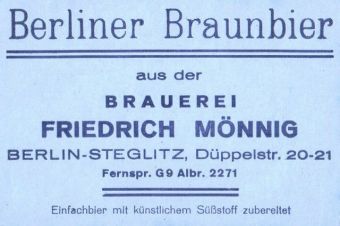 Berliner Braunbier
aus der
BRAUEREI
FRIEDRICH MÖNNIG
BERLIN-STEGLITZ, Düppelstr. 20-21
Fernspr. G9 Albr. 2271
Einfachbier mit künstlichem Süßstoff zubereitet